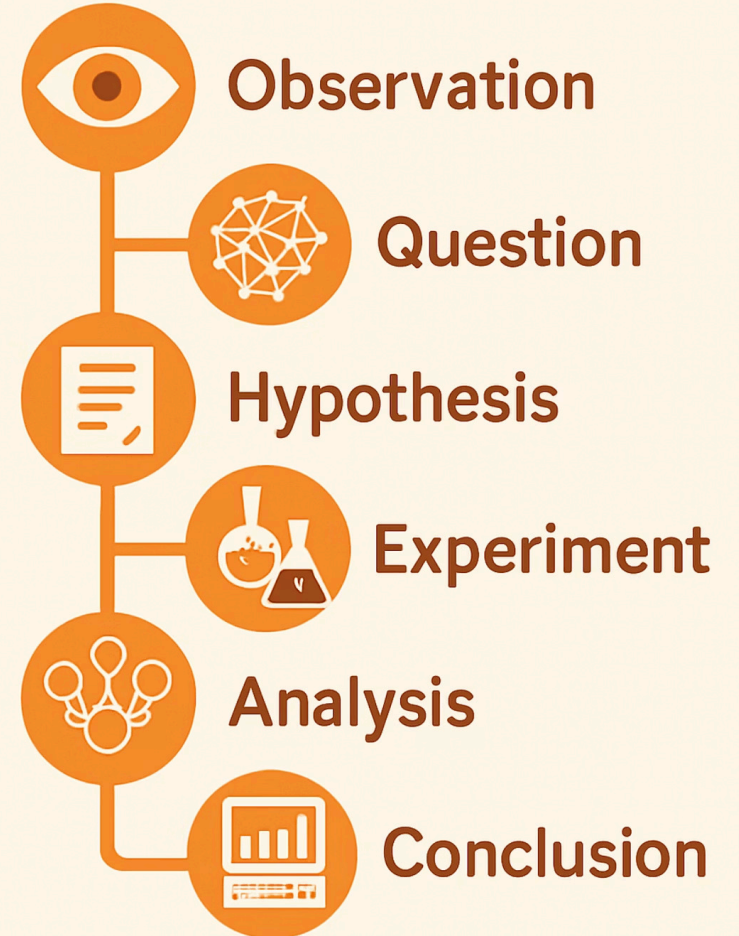 Observation
Question
Hypothesis
Experiment
Analysis
Conclusion